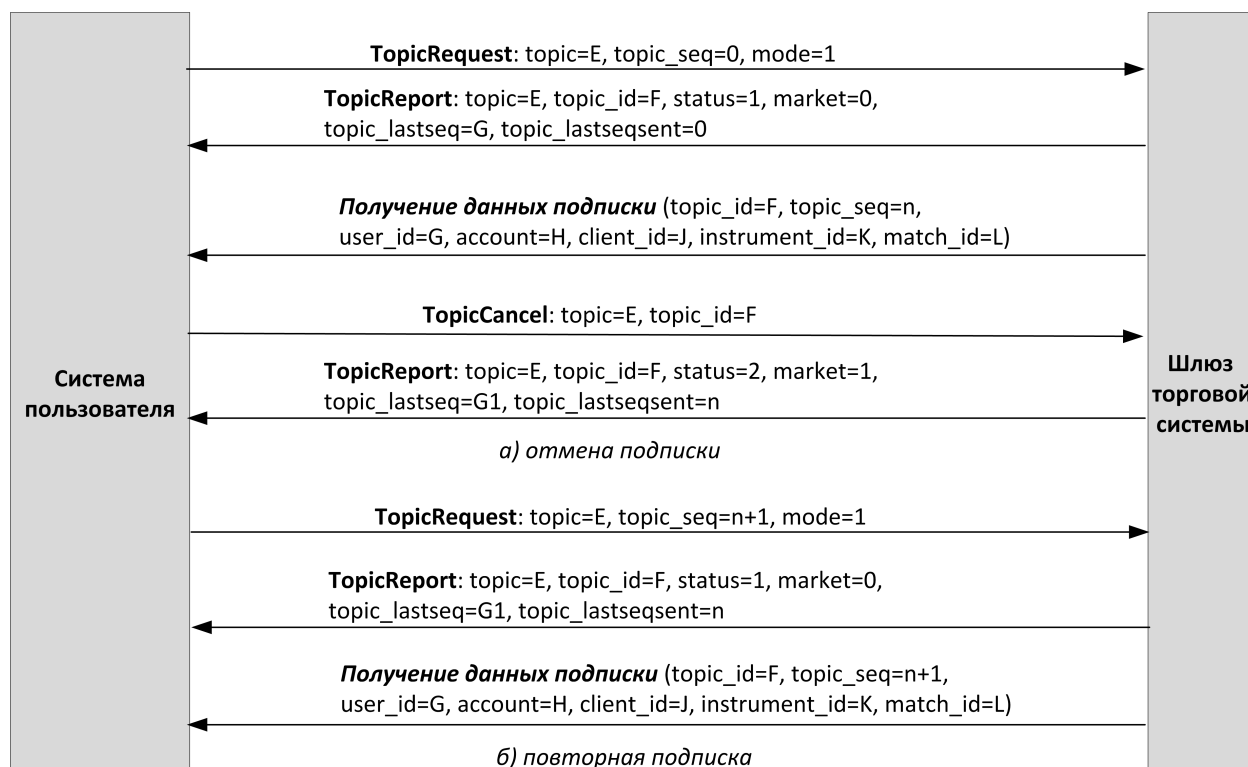 TopicRequest: topic=E, topic_seq=0, mode=1
TopicReport: topic=E, topic_id=F, status=1, market=0,
topic_lastseq=G, topic_lastseqsent=0
Получение данных подписки (topic_id=F, topic_seq=n,
user_id=G, account=H, client_id=J, instrument_id=K, match_id=L)
TopicCancel: topic=E, topic_id=F
TopicReport: topic=E, topic_id=F, status=2, market=1,
topic_lastseq=G1, topic_lastseqsent=n
Система
пользователя
Шлюз
торговой
системы
а) отмена подписки
TopicRequest: topic=E, topic_seq=n+1, mode=1
TopicReport: topic=E, topic_id=F, status=1, market=0,
topic_lastseq=G1, topic_lastseqsent=n
Получение данных подписки (topic_id=F, topic_seq=n+1,
user_id=G, account=H, client_id=J, instrument_id=K, match_id=L)
б) повторная подписка